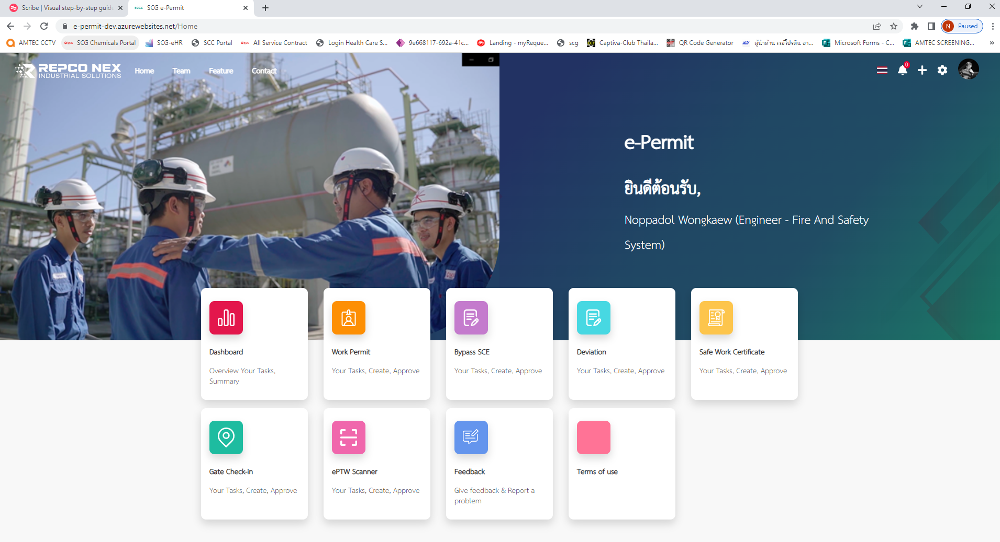 Scribe | Visual step-by-step guide
SCGC SCG e-Permit
e-permit-dev.azurewebsites.net/Home
N Paused
AMTEC CCTV
SCG SCG Chemicals Portal
SCG-eHR
SCC Portal
SCG All Service Contract
Login Health Care S...
9e668117-692a-41c...
Landing - myReque...
scg
Captiva-Club Thaila...
QR Code Generator
ผู้นำด้าน เรย์โปรตีน อา...
Microsoft Forms - C...
AMTEC SCREENING...
REPCO NEX
INDUSTRIAL SOLUTIONS
Home
Team
Feature
Contact
0
e-Permit
ยินดีต้อนรับ,
Noppadol Wongkaew (Engineer - Fire And Safety
System)
Dashboard
Overview Your Tasks,
Summary
Work Permit
Your Tasks, Create, Approve
Bypass SCE
Your Tasks, Create, Approve
Deviation
Your Tasks, Create, Approve
Safe Work Certificate
Your Tasks, Create, Approve
Gate Check-in
Your Tasks, Create, Approve
ePTW Scanner
Your Tasks, Create, Approve
Feedback
Give feedback & Report a
problem
Terms of use